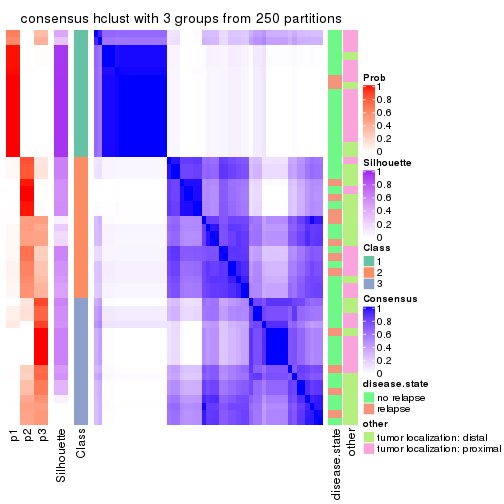 consensus hclust with 3 groups from 250 partitions
Prob
1
0.8
0.6
0.4
0.2
0
Silhouette
1
0.8
0.6
0.4
0.2
0
Class
1
2
3
Consensus
1
0.8
0.6
0.4
0.2
0
disease.state
no relapse
relapse
other
tumor localization: distal
tumor localization: proximal
p1
p2
p3
Silhouette
Class
disease.state
other